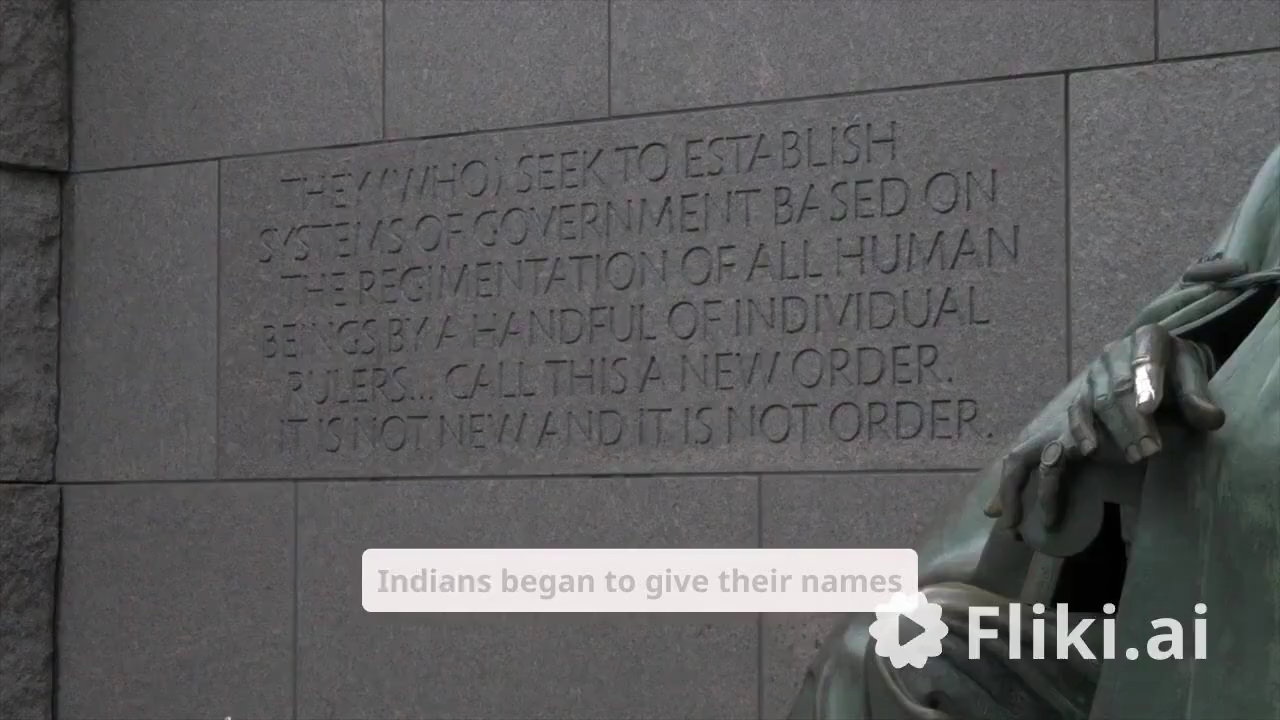 THEY (WHO) SEEK TO ESTABLISH
SYSTEMS OF GOVERNMENT BASED ON
THE REGIMENTATION OF ALL HUMAN
BEINGS BY A HANDFUL OF INDIVIDUAL
RULERS... CALL THIS A NEW ORDER.
IT IS NOT NEW AND IT IS NOT ORDER.
Indians began to give their names
Fliki.ai